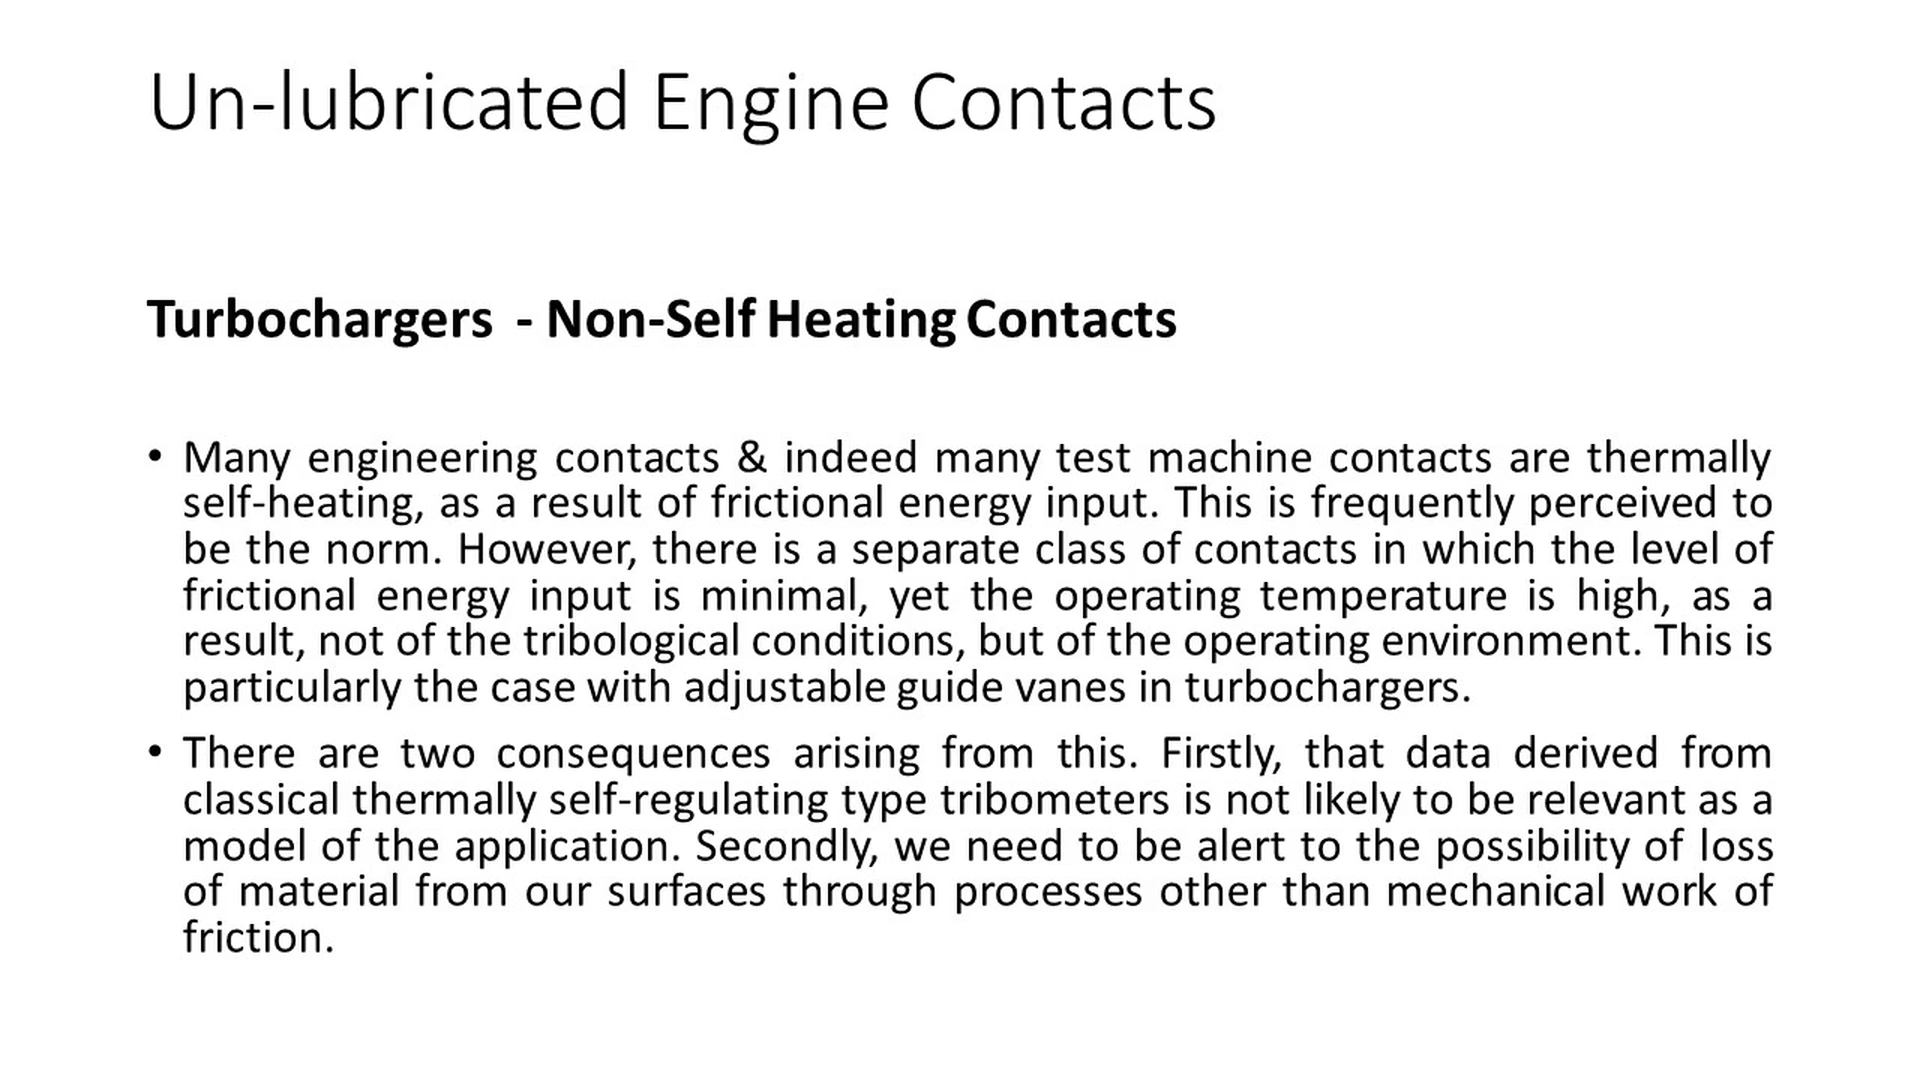 Un-lubricated Engine Contacts
Turbochargers - Non-Self Heating Contacts
• Many engineering contacts & indeed many test machine contacts are thermally
self-heating, as a result of frictional energy input. This is frequently perceived to
be the norm. However, there is a separate class of contacts in which the level of
frictional energy input is minimal, yet the operating temperature is high, as a
result, not of the tribological conditions, but of the operating environment. This is
particularly the case with adjustable guide vanes in turbochargers.
• There are two consequences arising from this. Firstly, that data derived from
classical thermally self-regulating type tribometers is not likely to be relevant as a
model of the application. Secondly, we need to be alert to the possibility of loss
of material from our surfaces through processes other than mechanical work of
friction.